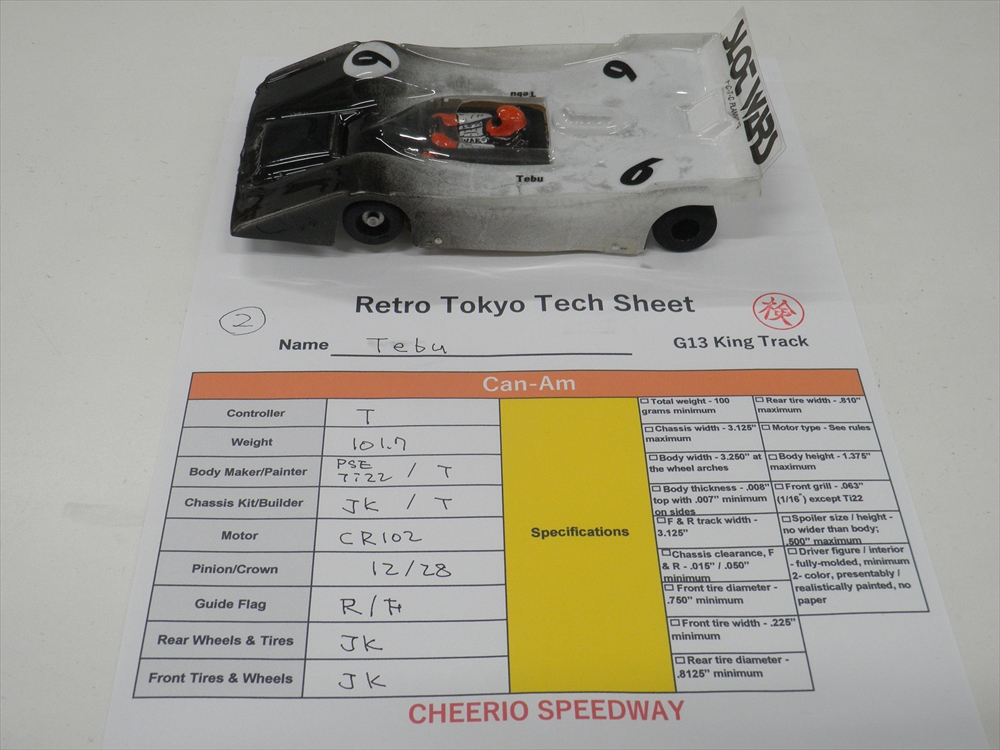 6
6
6
SLOT WERD
Tebu
Tebu
Retro Tokyo Tech Sheet
検
2
Name Tebu
G13 King Track
Can-Am
Controller T
Weight 101.7
Body Maker/Painter PSE Ti22 / T
Chassis Kit/Builder JK / T
Motor CR102
Pinion/Crown 12/28
Guide Flag
Rear Wheels & Tires JK
Front Tires & Wheels JK
Specifications
□ Total weight - 100
grams minimum
□ Chassis width - 3.125"
maximum
□ Body width - 3.250" at
the wheel arches
□ Body thickness - .008"
top with .007" minimum
on sides
□ F & R track width -
3.125"
□ Chassis clearance, F
& R - .015" / .050"
minimum
□ Front tire diameter -
.750" minimum
□ Front tire width - .225"
minimum
□ Rear tire diameter -
.8125" minimum
□ Rear tire width - .810"
maximum
□ Motor type - See rules
□ Body height - 1.375"
maximum
□ Front grill - .063"
(1/16") except Ti22
□ Spoiler size / height -
no wider than body;
.500" maximum
□ Driver figure / interior
- fully-molded, minimum
2- color, presentably /
realistically painted, no
paper
CHEERIO SPEEDWAY